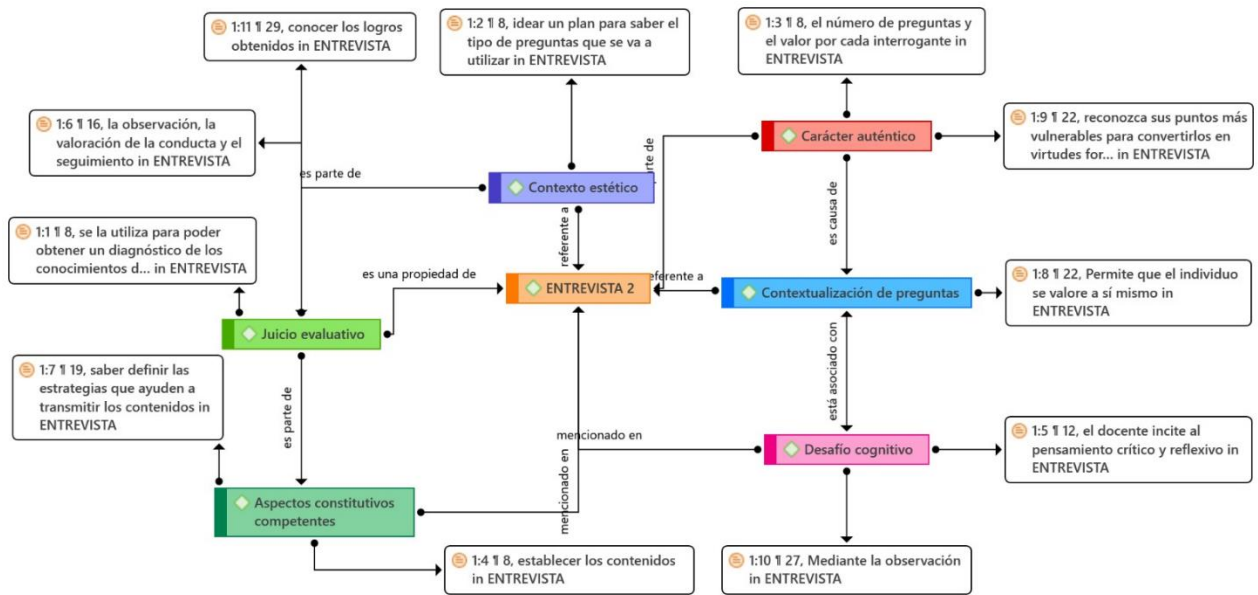 1:11 ¶ 29, conocer los logros
obtenidos in ENTREVISTA
1:2 ¶ 8, idear un plan para saber el
tipo de preguntas que se va a
utilizar in ENTREVISTA
1:3 ¶ 8, el número de preguntas y
el valor por cada interrogante in
ENTREVISTA
1:6 ¶ 16, la observación, la
valoración de la conducta y el
seguimiento in ENTREVISTA
Carácter auténtico
1:9 ¶ 22, reconozca sus puntos más
vulnerables para convertirlos en
virtudes for... in ENTREVISTA
es parte de
Contexto estético
parte de
es causa de
1:1 ¶ 8, se la utiliza para poder
obtener un diagnóstico de los
conocimientos d... in ENTREVISTA
referente a
es una propiedad de
ENTREVISTA 2
eferente a
Contextualización de preguntas
1:8 ¶ 22, Permite que el individuo
se valore a sí mismo in
ENTREVISTA
Juicio evaluativo
1:7 ¶ 19, saber definir las
estrategias que ayuden a
transmitir los contenidos in
ENTREVISTA
es parte de
está asociado con
mencionado en
Desafío cognitivo
1:5 ¶ 12, el docente incite al
pensamiento crítico y reflexivo in
ENTREVISTA
Aspectos constitutivos
competentes
mencionado en
1:4 ¶ 8, establecer los contenidos
in ENTREVISTA
1:10 ¶ 27, Mediante la observación
in ENTREVISTA